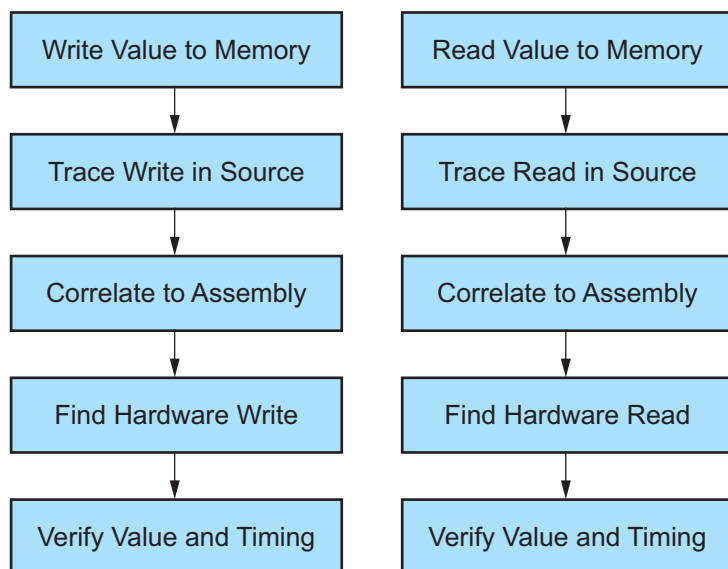 Write Value to Memory
Trace Write in Source
Correlate to Assembly
Find Hardware Write
Verify Value and Timing
Read Value to Memory
Trace Read in Source
Correlate to Assembly
Find Hardware Read
Verify Value and Timing